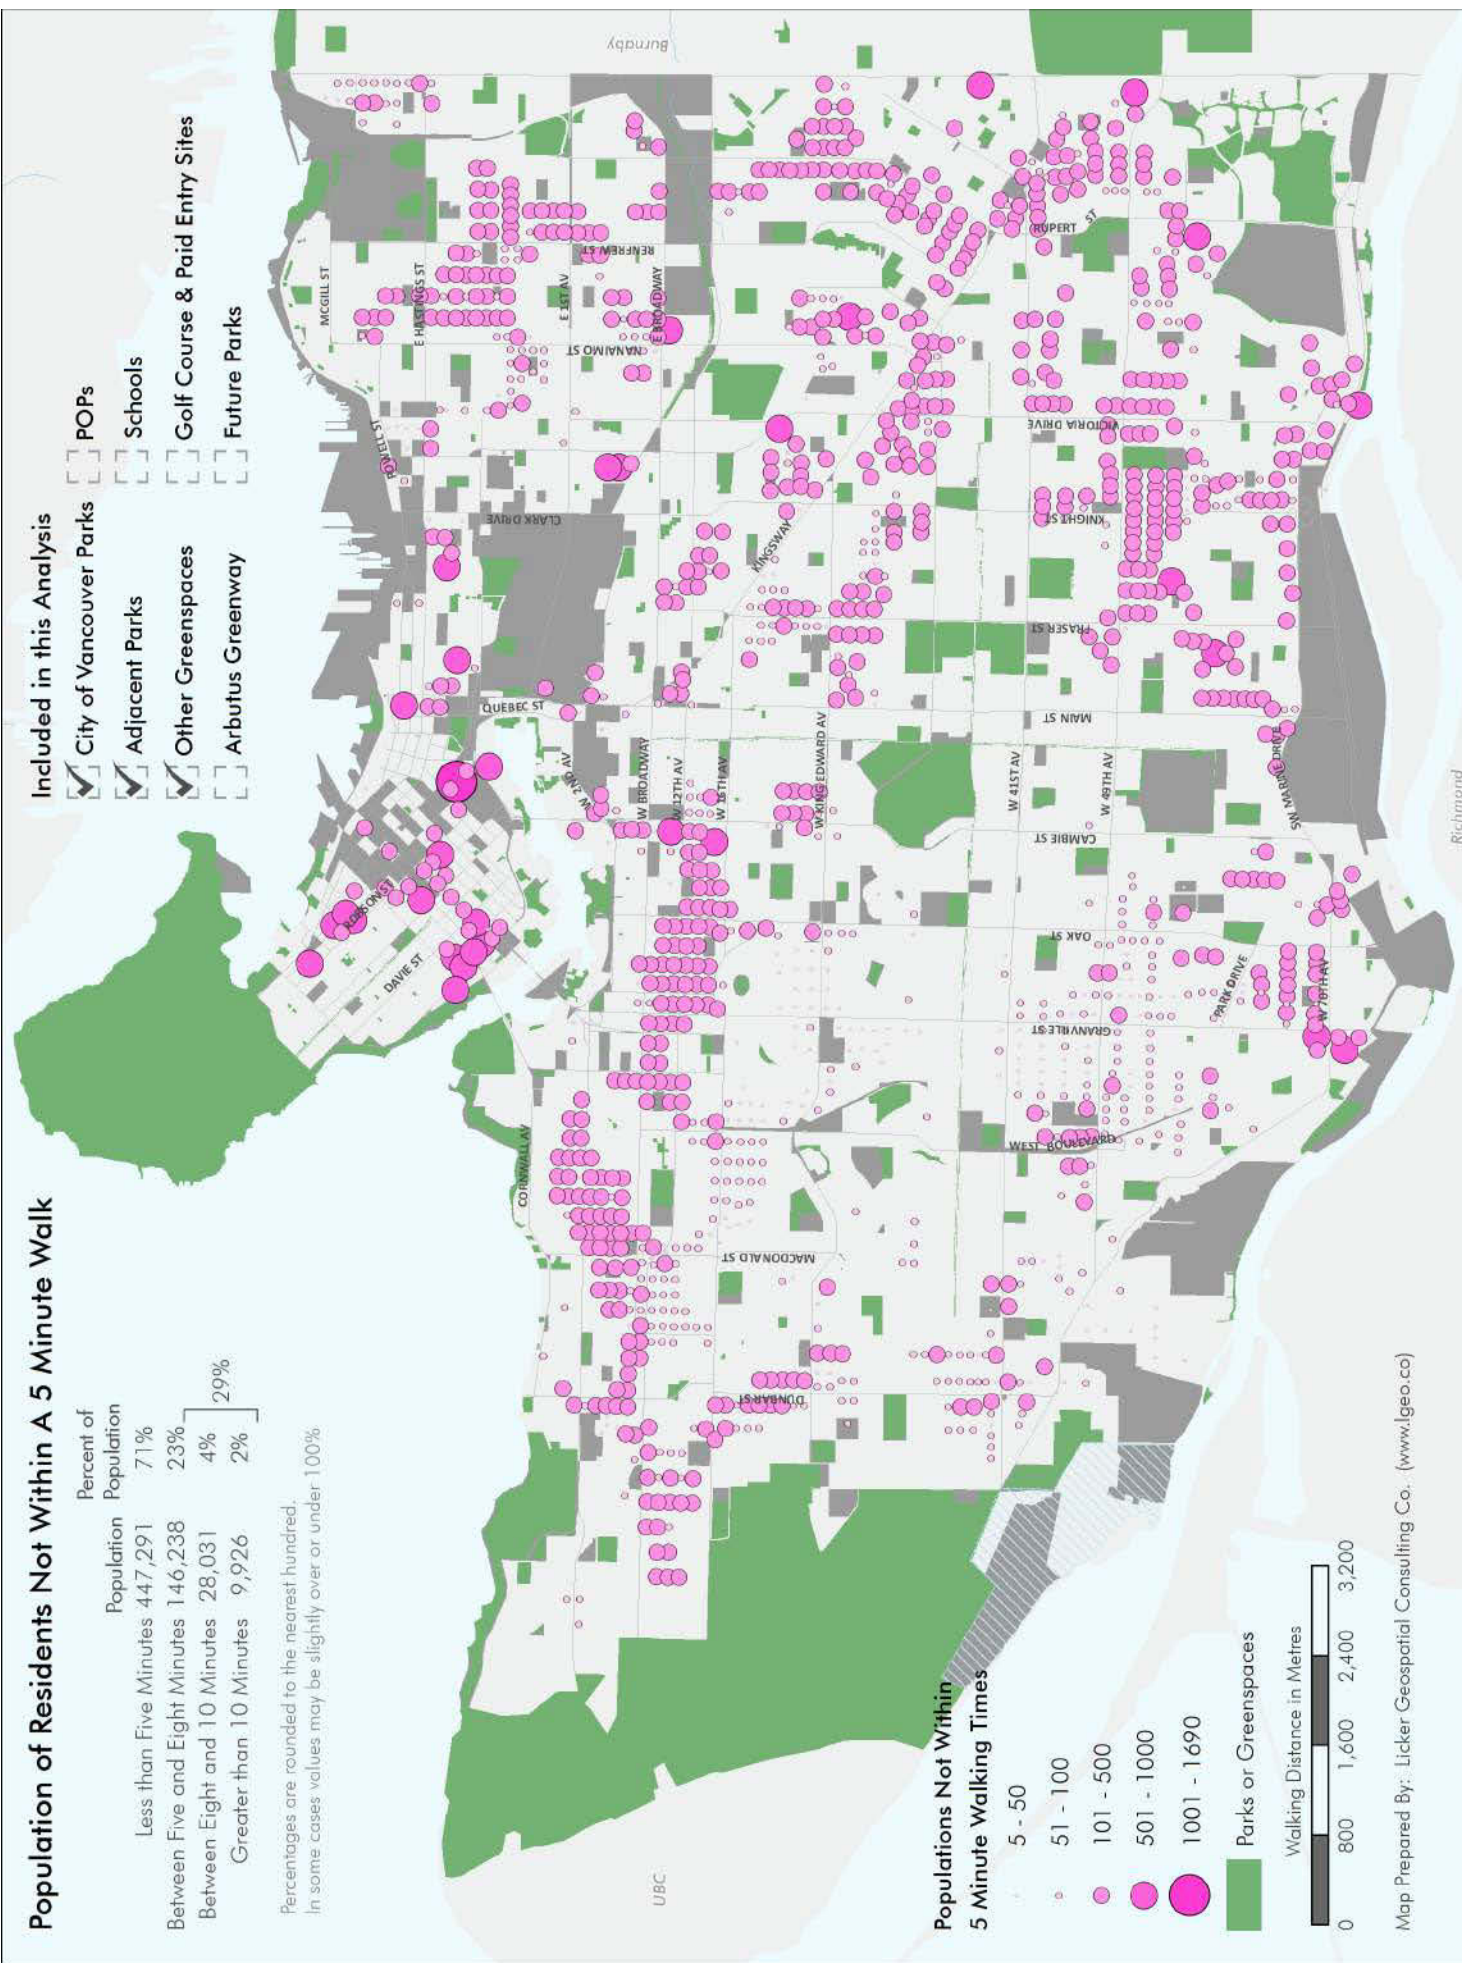 Population of Residents Not Within A 5 Minute Walk
Population
Percent of
Population
Less than Five Minutes 447,291 71%
Between Five and Eight Minutes 146,238 23%
Between Eight and 10 Minutes 28,031 4%
Greater than 10 Minutes 9,926 2%
29%
Percentages are rounded to the nearest hundred.
In some cases values may be slightly over or under 100%
Included in this Analysis
City of Vancouver Parks
POPs
Adjacent Parks
Schools
Other Greenspaces
Golf Course & Paid Entry Sites
Arbutus Greenway
Future Parks
MCGILL ST
POWELL ST
E HASTINGS ST
ROBSON ST
DAVIE ST
QUEBEC ST
CLARK DRIVE
E 1ST AV
RENFREW ST
NANAIMO ST
E BROADWAY
Burnaby
CORNWALL AV
W 2ND AV
W BROADWAY
W 12TH AV
W 16TH AV
KINGSWAY
MACDONALD ST
DUNBAR ST
W KING EDWARD AV
UBC
W 41ST AV
WEST BOULEVARD
GRANVILLE ST
OAK ST
CAMBIE ST
MAIN ST
FRASER ST
KNIGHT ST
VICTORIA DRIVE
RUPERT ST
W 49TH AV
PARK DRIVE
SW MARINE DRIVE
W 70TH AV
Richmond
Populations Not Within
5 Minute Walking Times
5 - 50
51 - 100
101 - 500
501 - 1000
1001 - 1690
Parks or Greenspaces
Walking Distance in Metres
0 800 1,600 2,400 3,200
Map Prepared By: Licker Geospatial Consulting Co. (www.lgeo.co)